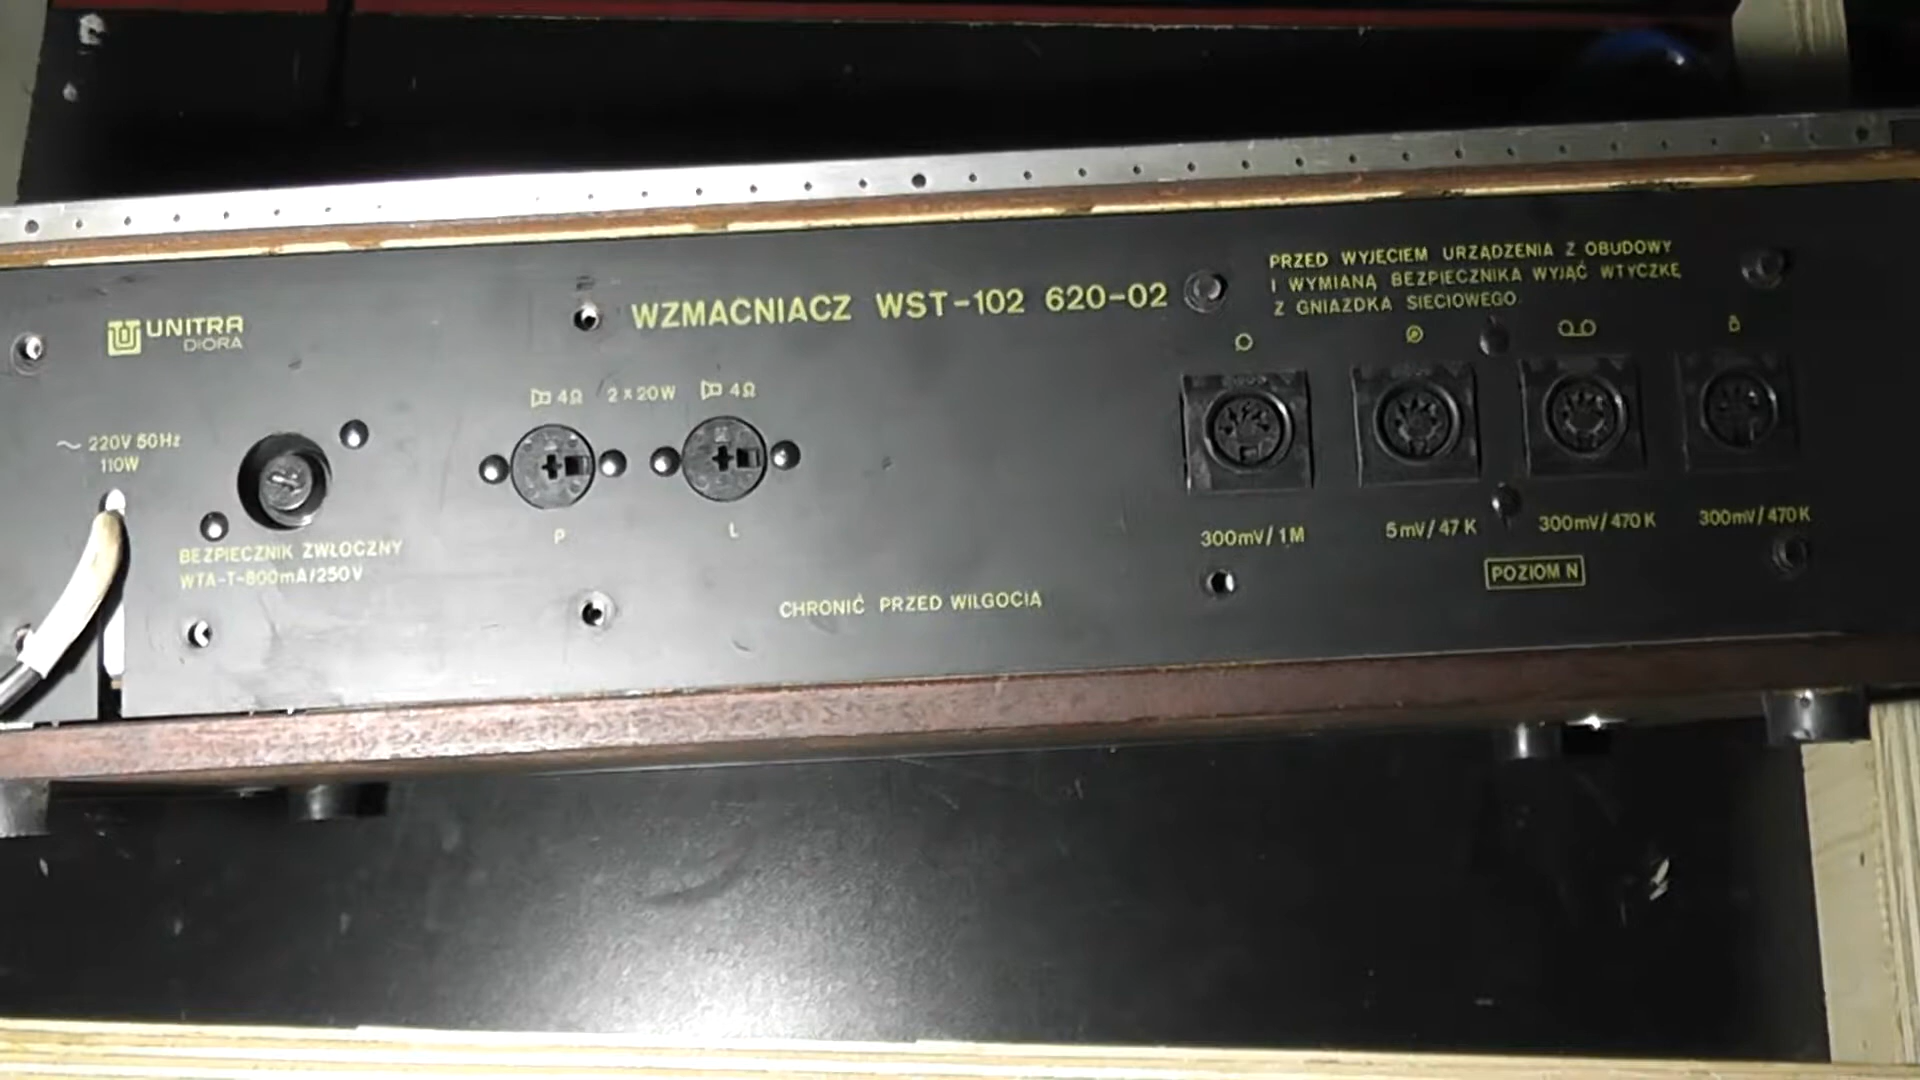 UNITRA
DIORA
WZMACNIACZ WST-102 620-02
PRZED WYJĘCIEM URZĄDZENIA Z OBUDOWY
I WYMIANĄ BEZPIECZNIKA WYJĄĆ WTYCZKĘ
Z GNIAZDKA SIECIOWEGO
~ 220V 50Hz
110W
4Ω 2×20W 4Ω
BEZPIECZNIK ZWŁOCZNY
WTA-T-800mA/250V
P
L
300mV/1M
5mV/47K
300mV/470K
300mV/470K
POZIOM N
CHRONIĆ PRZED WILGOCIĄ